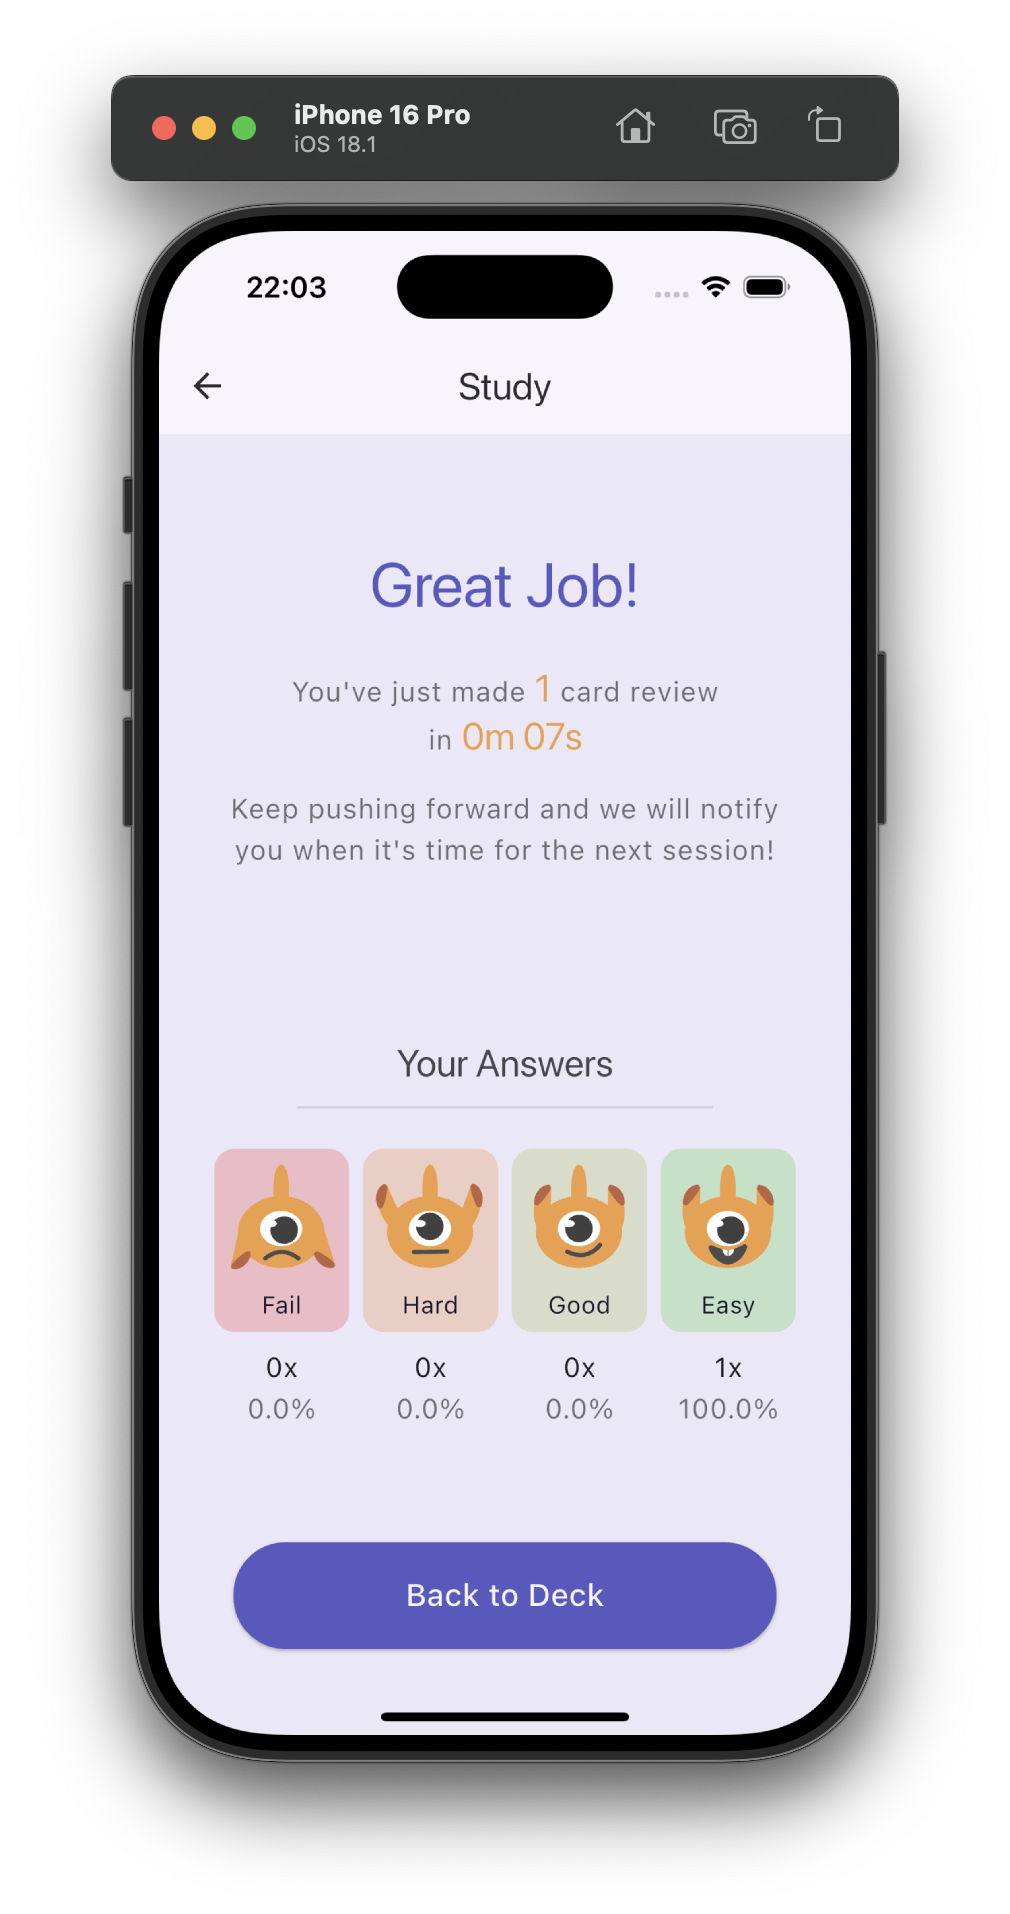 iPhone 16 Pro
iOS 18.1
22:03
Study
Great Job!
You've just made 1 card review
in 0m 07s
Keep pushing forward and we will notify
you when it's time for the next session!
Your Answers
Fail Hard Good Easy
0x 0x 0x 1x
0.0% 0.0% 0.0% 100.0%
Back to Deck